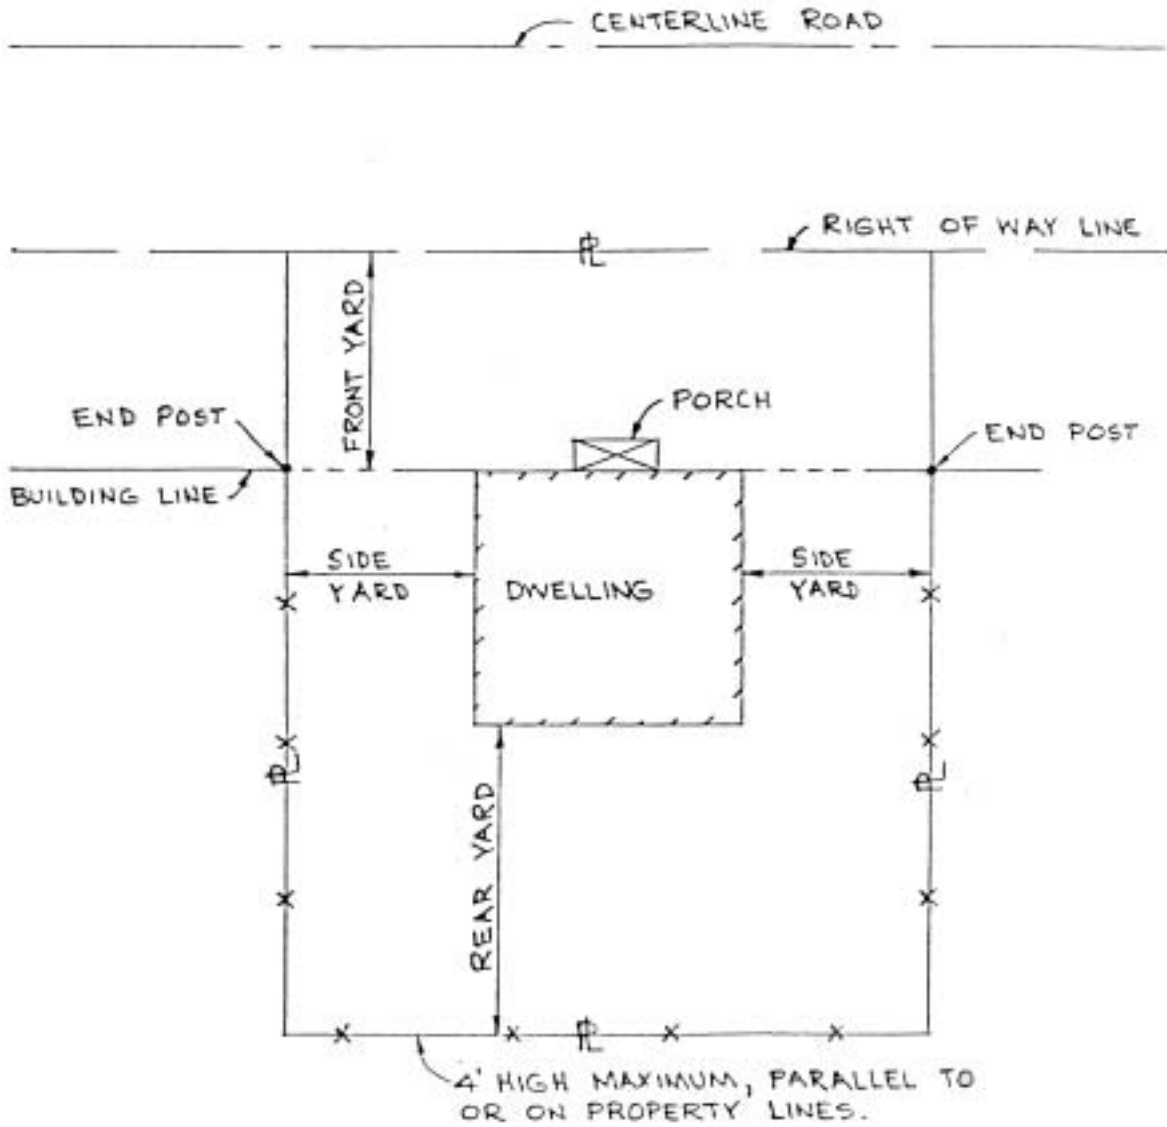 CENTERLINE ROAD
RIGHT OF WAY LINE
PL
FRONT YARD
PORCH
END POST
END POST
BUILDING LINE
SIDE
YARD
DWELLING
SIDE
YARD
PL
PL
REAR YARD
PL
4' HIGH MAXIMUM, PARALLEL TO
OR ON PROPERTY LINES.